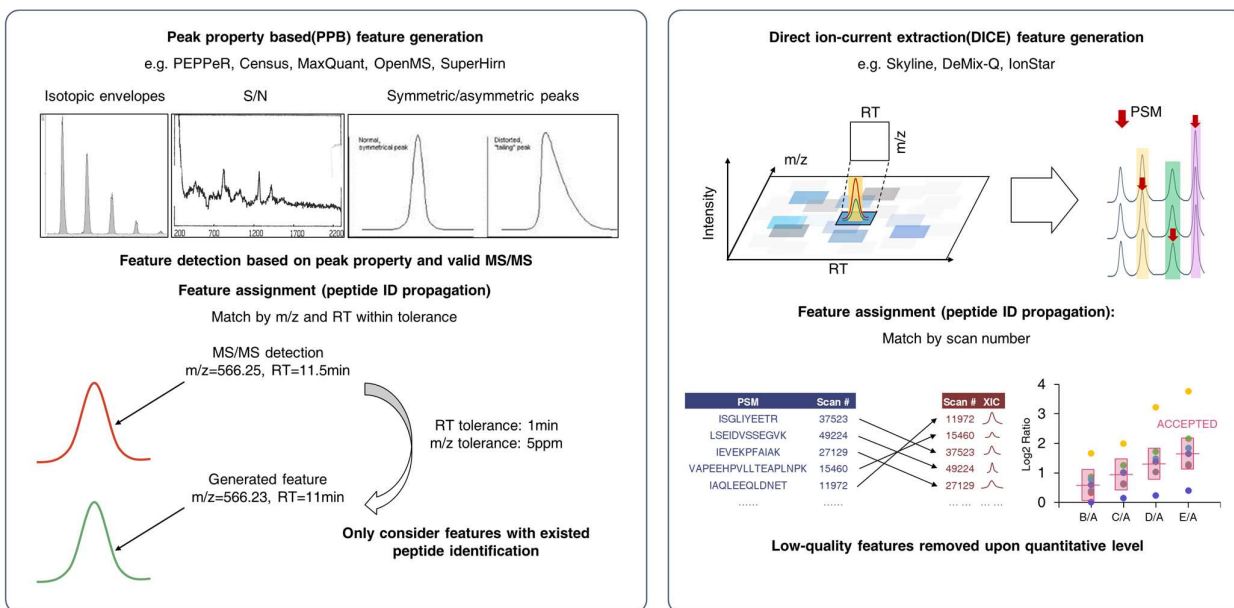 Peak property based(PPB) feature generation
e.g. PEPPeR, Census, MaxQuant, OpenMS, SuperHirn
Isotopic envelopes
S/N
Symmetric/asymmetric peaks
Normal,
symmetrical peak
Distorted,
"tailing" peak
200 700 1200 1700 2200
Feature detection based on peak property and valid MS/MS
Feature assignment (peptide ID propagation)
Match by m/z and RT within tolerance
MS/MS detection
m/z=566.25, RT=11.5min
RT tolerance: 1min
m/z tolerance: 5ppm
Generated feature
m/z=566.23, RT=11min
Only consider features with existed
peptide identification
Direct ion-current extraction(DICE) feature generation
e.g. Skyline, DeMix-Q, IonStar
RT
m/z
m/z
Intensity
RT
PSM
Feature assignment (peptide ID propagation):
Match by scan number
PSM Scan #
ISGLIYEETR 37523
LSEIDVSSEGVK 49224
IEVEKPFAIAK 27129
VAPEEHPVLLTEAPLNPK 15460
IAQLEEQLDNET 11972
...... ......
Scan # XIC
11972
15460
37523
49224
27129
... ... ... ...
Log2 Ratio
4
3
2
1
0
ACCEPTED
B/A C/A D/A E/A
Low-quality features removed upon quantitative level